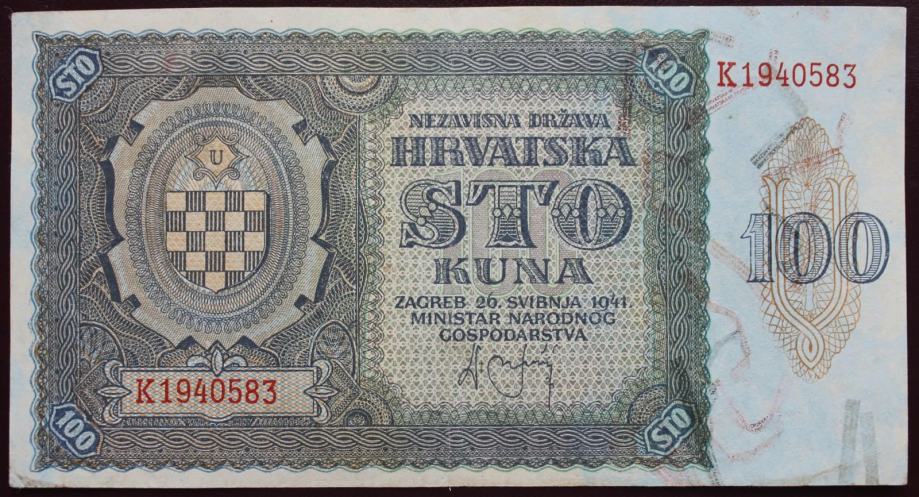 STO
100
K1940583
NEZAVISNA DRŽAVA
HRVATSKA
STO
KUNA
ZAGREB 26. SVIBNJA 1941.
MINISTAR NARODNOG
GOSPODARSTVA
U
100
K1940583
100
STO